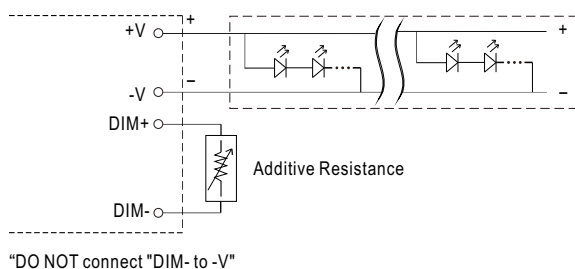 +
+V
+
−
-V
−
DIM+
Additive Resistance
DIM-
“DO NOT connect "DIM- to -V"